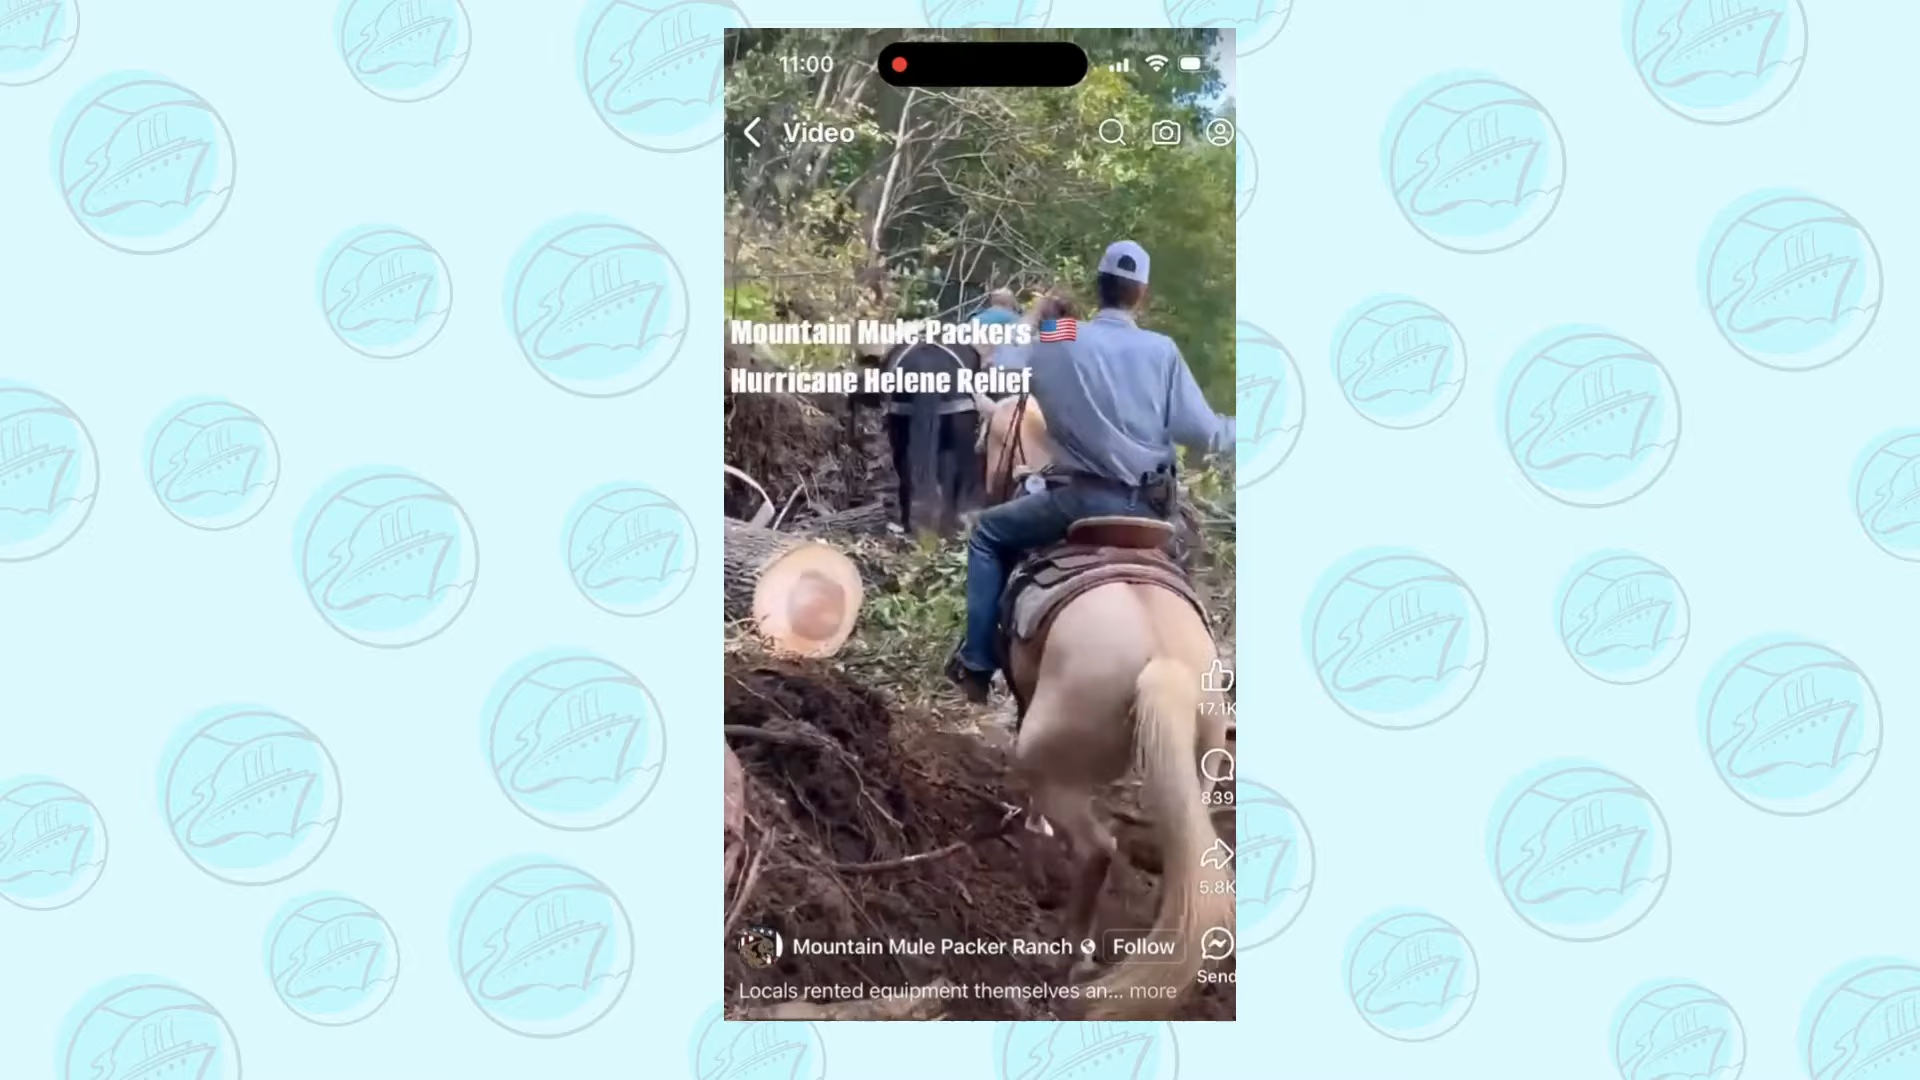 11:00
Video
Mountain Mule Packers 🇺🇸
Hurricane Helene Relief
17.1K
839
5.8K
Mountain Mule Packer Ranch
Follow
Send
Locals rented equipment themselves an... more